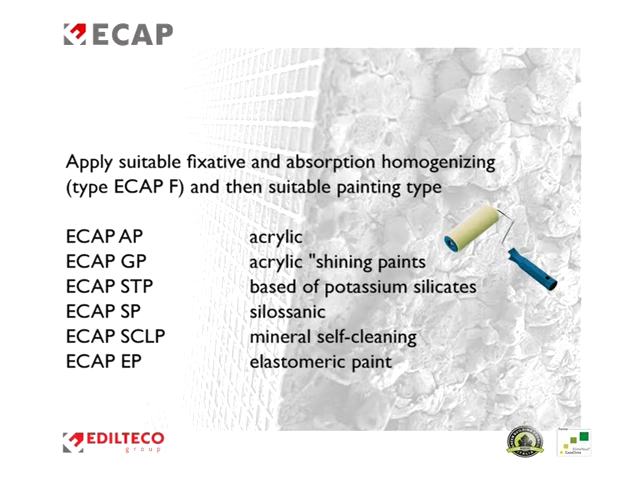 ECAP
Apply suitable fixative and absorption homogenizing
(type ECAP F) and then suitable painting type
ECAP AP acrylic
ECAP GP acrylic "shining paints
ECAP STP based of potassium silicates
ECAP SP silossanic
ECAP SCLP mineral self-cleaning
ECAP EP elastomeric paint
EDILTECO
group